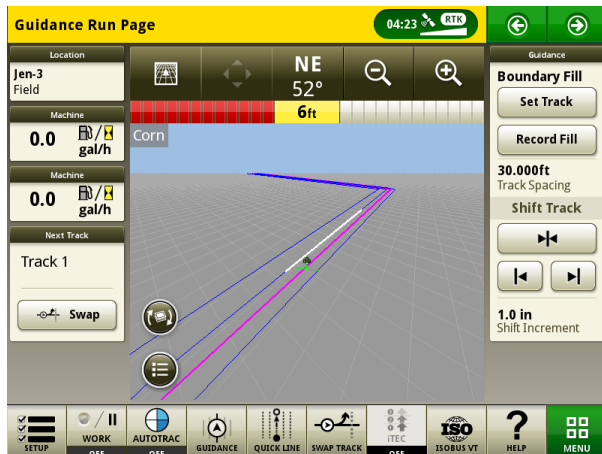 Guidance Run Page
04:23
RTK
Location
Jen-3
Field
Machine
0.0
gal/h
Machine
0.0
gal/h
Next Track
Track 1
Swap
NE
52°
6ft
Corn
Guidance
Boundary Fill
Set Track
Record Fill
30.000ft
Track Spacing
Shift Track
1.0 in
Shift Increment
SETUP
WORK
OFF
AUTOTRAC
OFF
GUIDANCE
QUICK LINE
SWAP TRACK
iTEC
OFF
ISO
ISOBUS VT
?
HELP
MENU